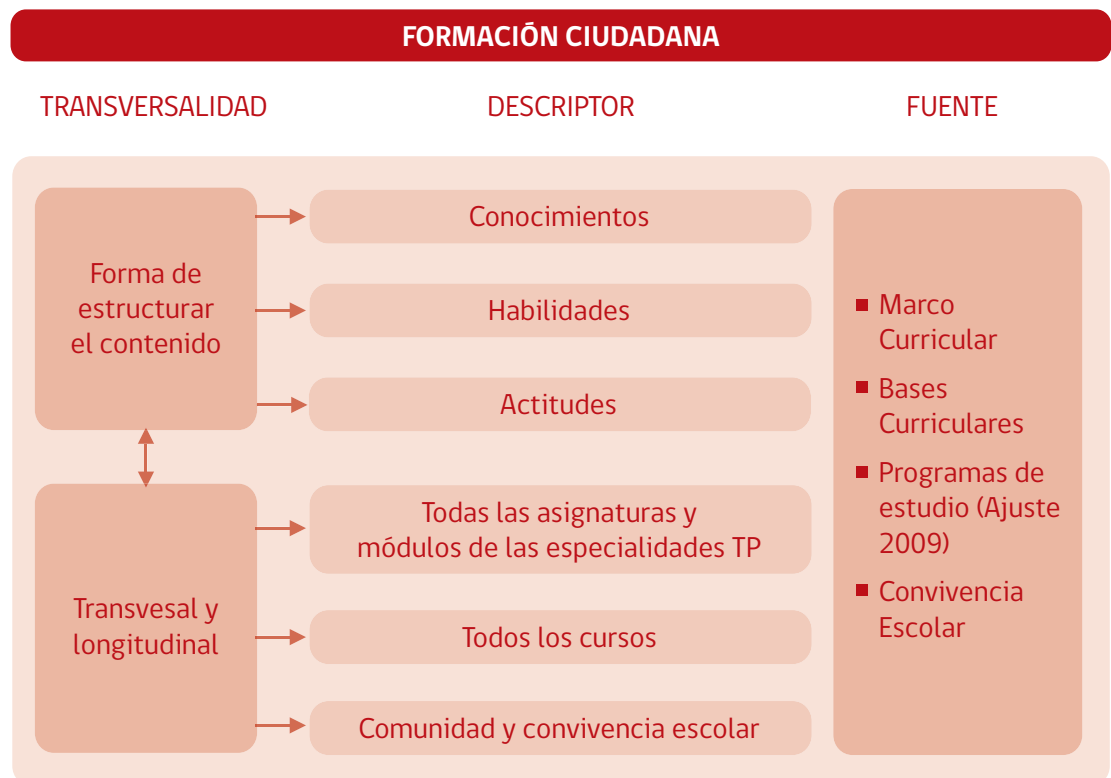 FORMACIÓN CIUDADANA
TRANSVERSALIDAD
DESCRIPTOR
FUENTE
Forma de
estructurar
el contenido
Conocimientos
Habilidades
Actitudes
Transvesal y
longitudinal
Todas las asignaturas y
módulos de las especialidades TP
Todos los cursos
Comunidad y convivencia escolar
Marco
Curricular
Bases
Curriculares
Programas de
estudio (Ajuste
2009)
Convivencia
Escolar